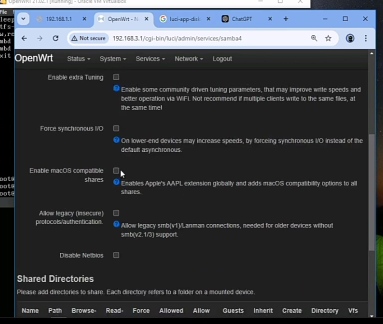 OpenWrt 21.02.1 [Running] - Oracle VM VirtualBox
192.168.1.1
OpenWrt - N
luci-app-do i
ChatGPT
Not secure 192.168.3.1/cgi-bin/luci/admin/services/samba4
OpenWrt Status System Services Network Logout
Enable extra Tuning
Enable some community driven tuning parameters, that may improve write speeds and
better operation via WiFi. Not recommend if multiple clients write to the same files, at
the same time!
Force synchronous I/O
On lower-end devices may increase speeds, by forceing synchronous I/O instead of the
default asynchronous.
Enable macOS compatible
shares
Enables Apple's AAPL extension globally and adds macOS compatibility options to all
shares.
Allow legacy (insecure)
protocols/authentication.
Allow legacy smb(v1)/Lanman connections, needed for older devices without
smb(v2.1/3) support.
Disable Netbios
Shared Directories
Please add directories to share. Each directory refers to a folder on a mounted device.
Name Path Browse- Read- Force Allowed Allow Guests Inherit Create Directory Vfs